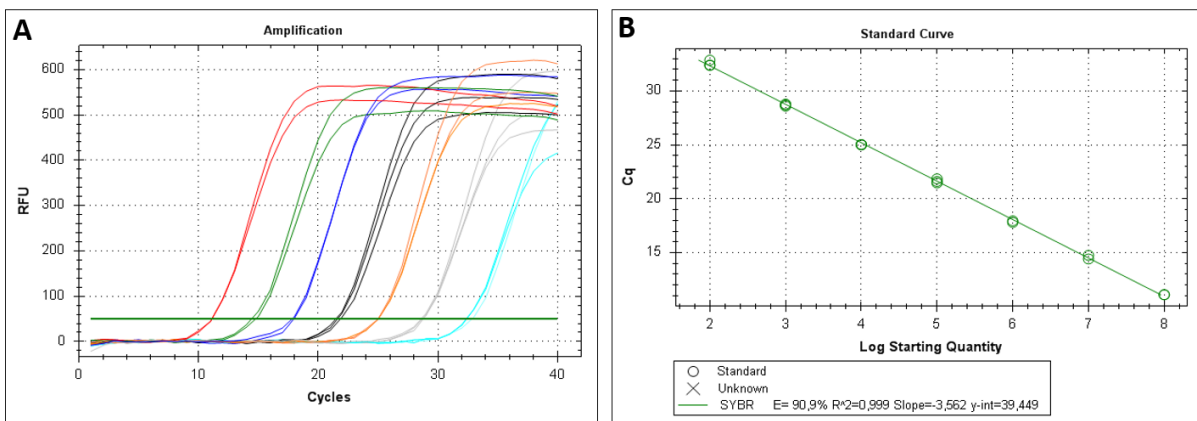 A
Amplification
600
500
400
300
200
100
0
RFU
0
10
20
30
40
Cycles
B
Standard Curve
30
25
20
15
Cq
2
3
4
5
6
7
8
Log Starting Quantity
Standard
Unknown
SYBR E= 90,9% R^2=0,999 Slope=-3,562 y-int=39,449